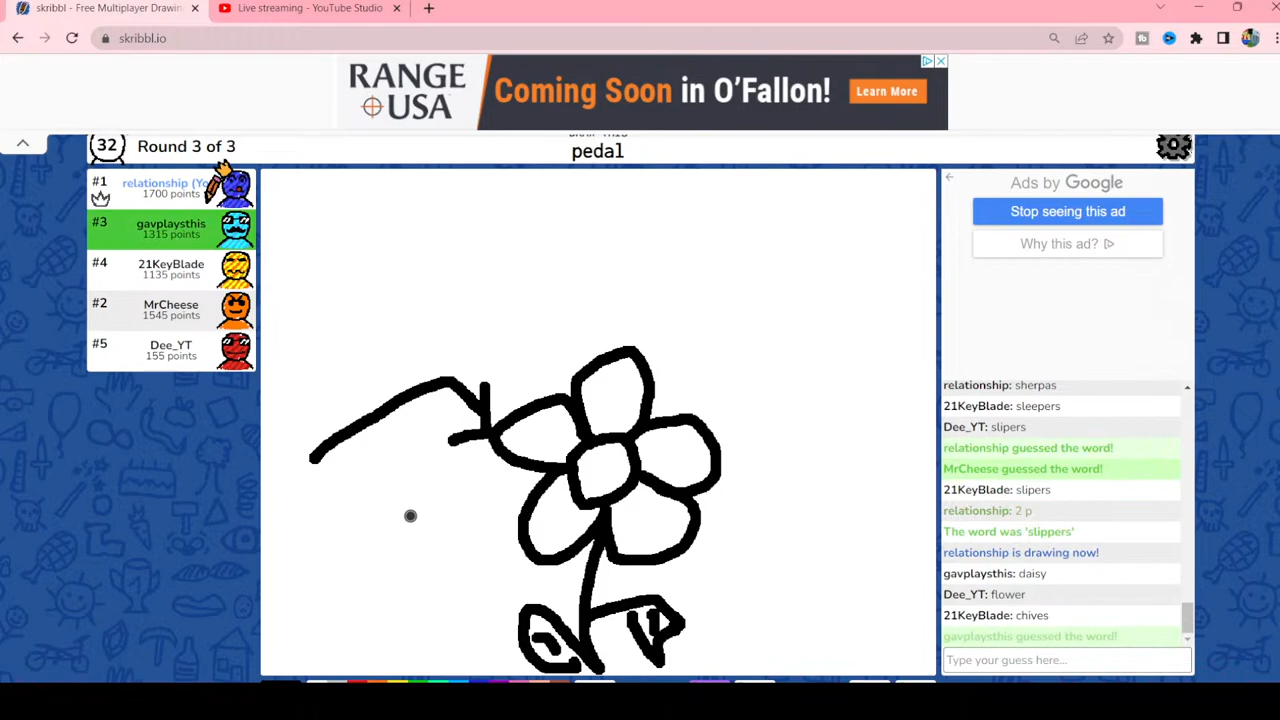 skribbl - Free Multiplayer Drawin
Live streaming - YouTube Studio
skribbl.io
RANGE
USA
Coming Soon in O'Fallon!
Learn More
32
Round 3 of 3
pedal
#1
relationship (Yo
1700 points
#3
gavplaysthis
1315 points
#4
21KeyBlade
1135 points
#2
MrCheese
1545 points
#5
Dee_YT
155 points
Ads by Google
Stop seeing this ad
Why this ad?
relationship: sherpas
21KeyBlade: sleepers
Dee_YT: slipers
relationship guessed the word!
MrCheese guessed the word!
21KeyBlade: slipers
relationship: 2 p
The word was 'slippers'
relationship is drawing now!
gavplaysthis: daisy
Dee_YT: flower
21KeyBlade: chives
gavplaysthis guessed the word!
Type your guess here...